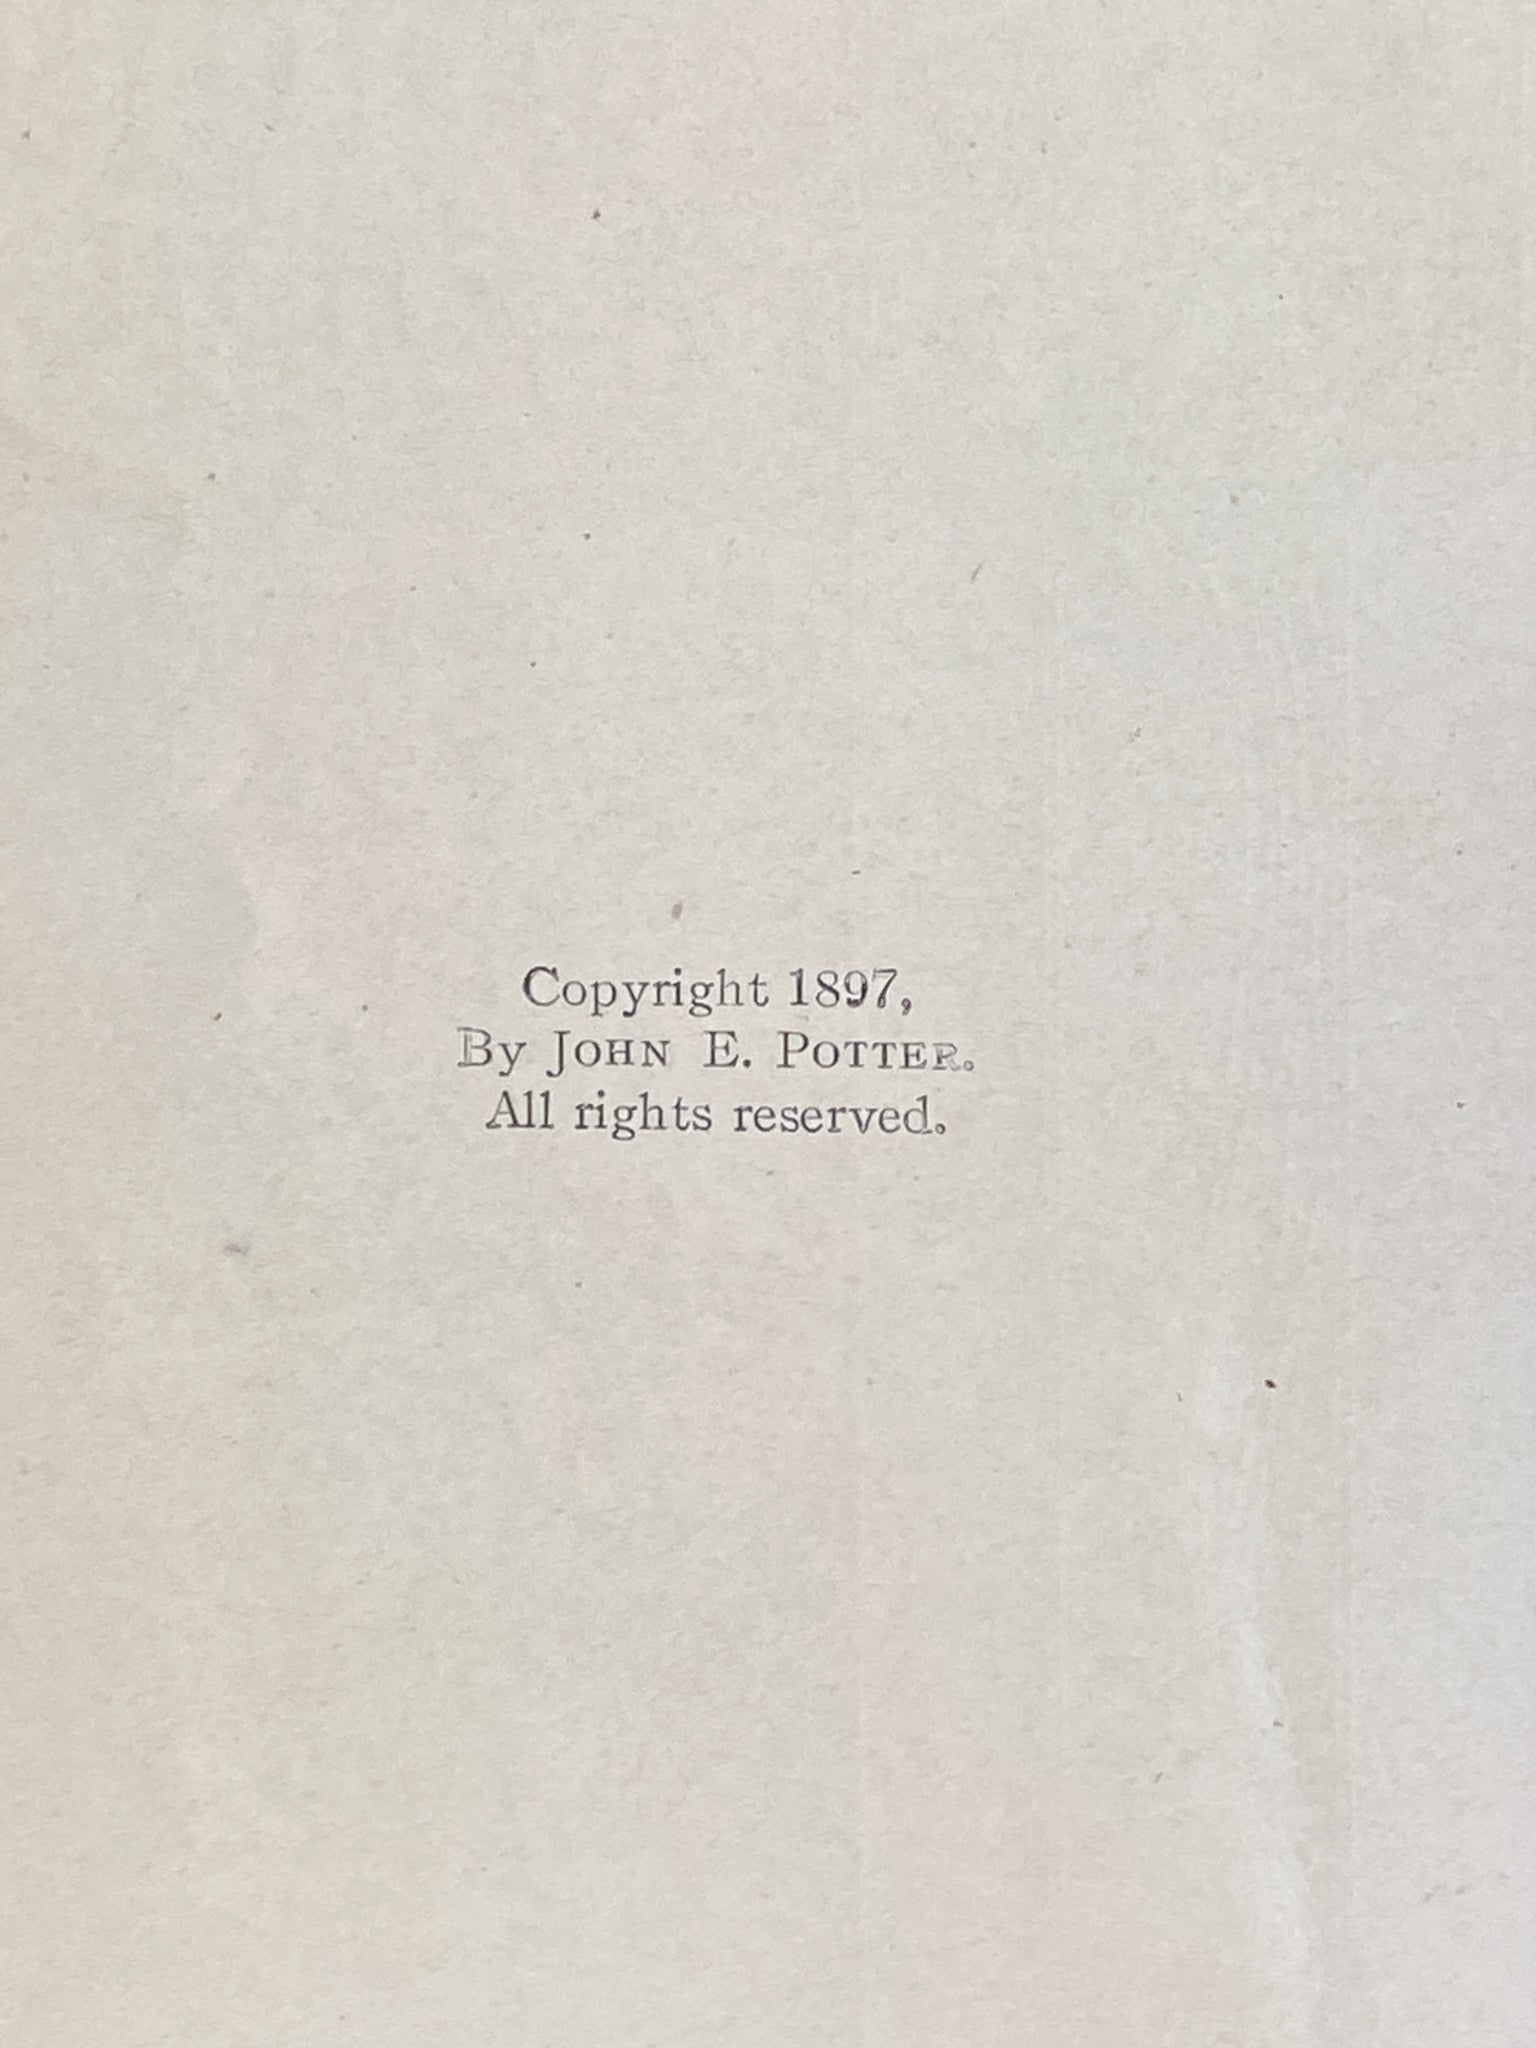 Copyright 1897,
By JOHN E. POTTER.
All rights reserved.